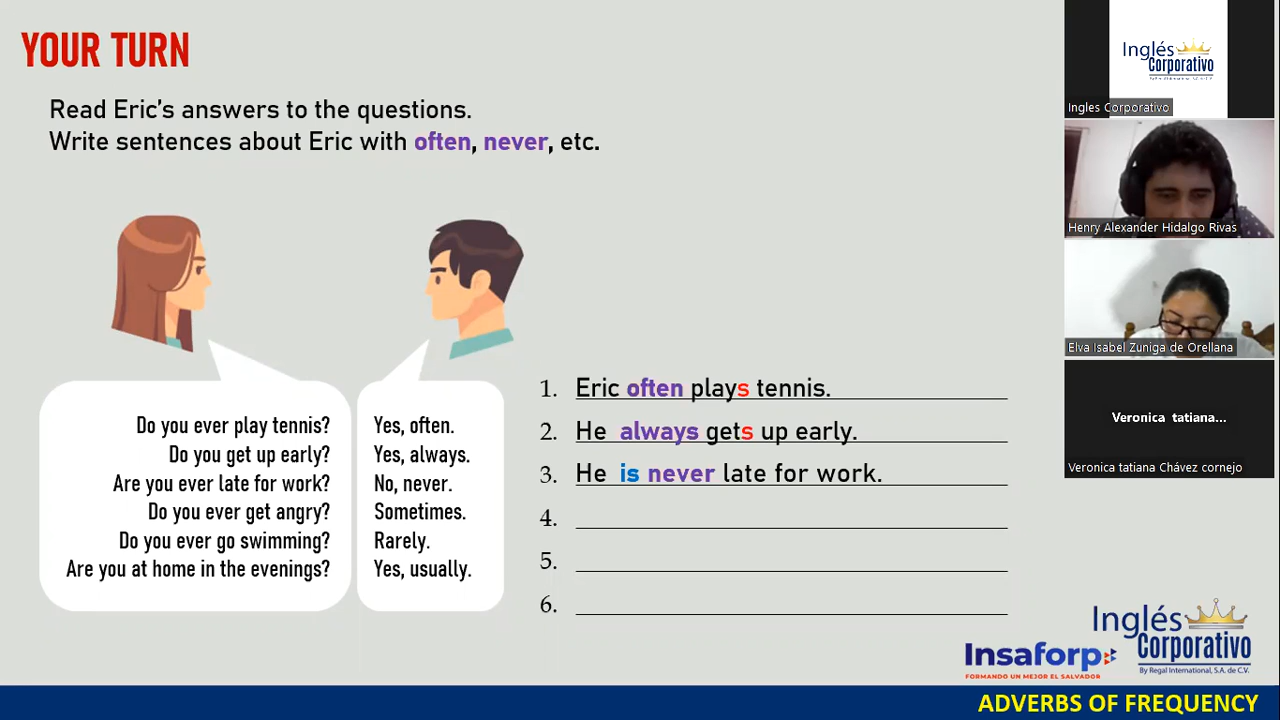 YOUR TURN
Read Eric's answers to the questions.
Write sentences about Eric with often, never, etc.
Do you ever play tennis?
Do you get up early?
Are you ever late for work?
Do you ever get angry?
Do you ever go swimming?
Are you at home in the evenings?
Yes, often.
Yes, always.
No, never.
Sometimes.
Rarely.
Yes, usually.
1. Eric often plays tennis.
2. He always gets up early.
3. He is never late for work.
4.
5.
6.
Insaforp
FORMANDO UN MEJOR EL SALVADOR
Inglés
Corporativo
By Regal International, S.A. de C.V.
ADVERBS OF FREQUENCY
Inglés
Corporativo
Ingles Corporativo
Henry Alexander Hidalgo Rivas
Elva Isabel Zuniga de Orellana
Veronica tatiana...
Veronica tatiana Chávez cornejo